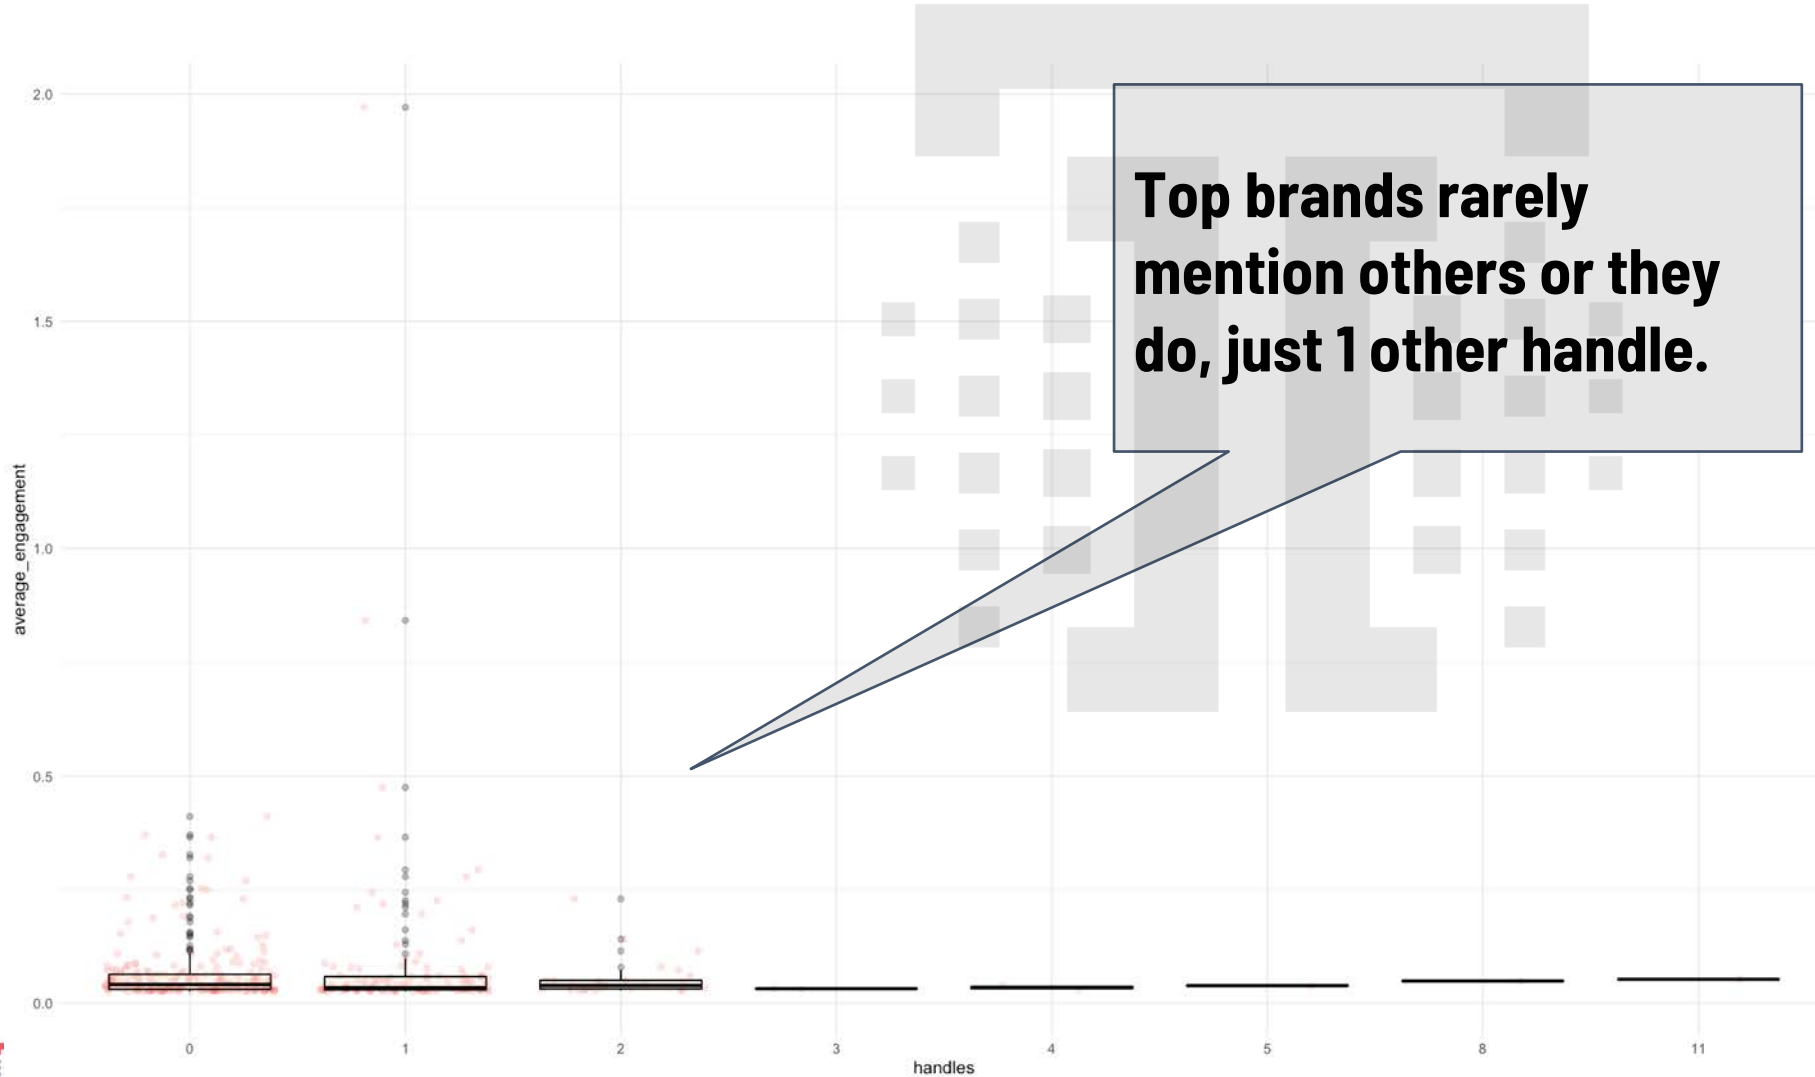 2.0
Top brands rarely
mention others or they
do, just 1 other handle.
1.5
average_engagement
1.0
0.5
0.0
0 1 2 3 4 5 8 11
handles